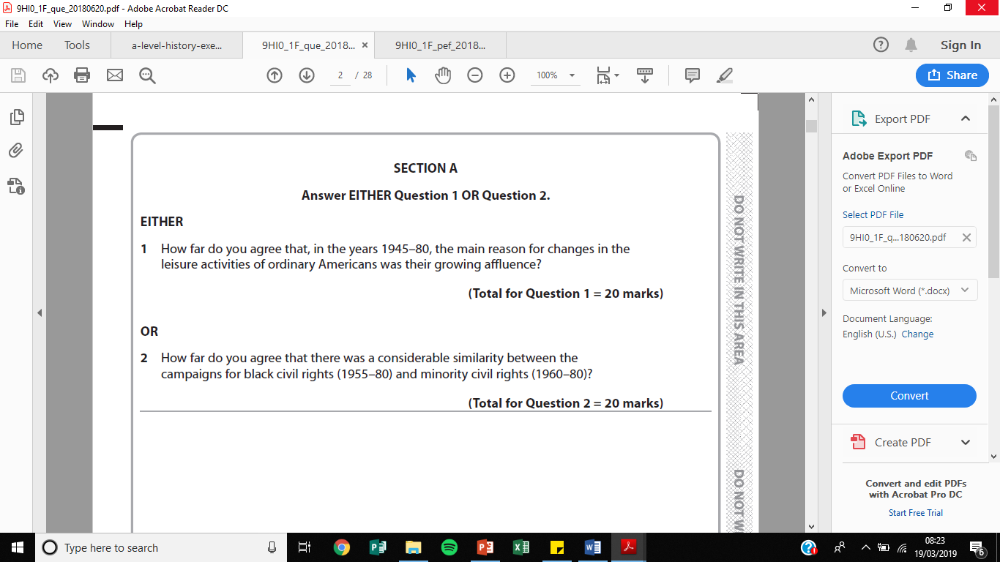 9HI0_1F_que_20180620.pdf - Adobe Acrobat Reader DC
File Edit View Window Help
Home Tools a-level-history-exe... 9HI0_1F_que_2018... × 9HI0_1F_pef_2018... Sign In
2 / 28 100% Share
SECTION A
Answer EITHER Question 1 OR Question 2.
EITHER
1 How far do you agree that, in the years 1945–80, the main reason for changes in the
leisure activities of ordinary Americans was their growing affluence?
(Total for Question 1 = 20 marks)
OR
2 How far do you agree that there was a considerable similarity between the
campaigns for black civil rights (1955–80) and minority civil rights (1960–80)?
(Total for Question 2 = 20 marks)
DO NOT WRITE IN THIS AREA
DO NOT W
Export PDF
Adobe Export PDF
Convert PDF Files to Word
or Excel Online
Select PDF File
9HI0_1F_q...180620.pdf
Convert to
Microsoft Word (*.docx)
Document Language:
English (U.S.) Change
Convert
Create PDF
Convert and edit PDFs
with Acrobat Pro DC
Start Free Trial
Type here to search
08:23
19/03/2019
6